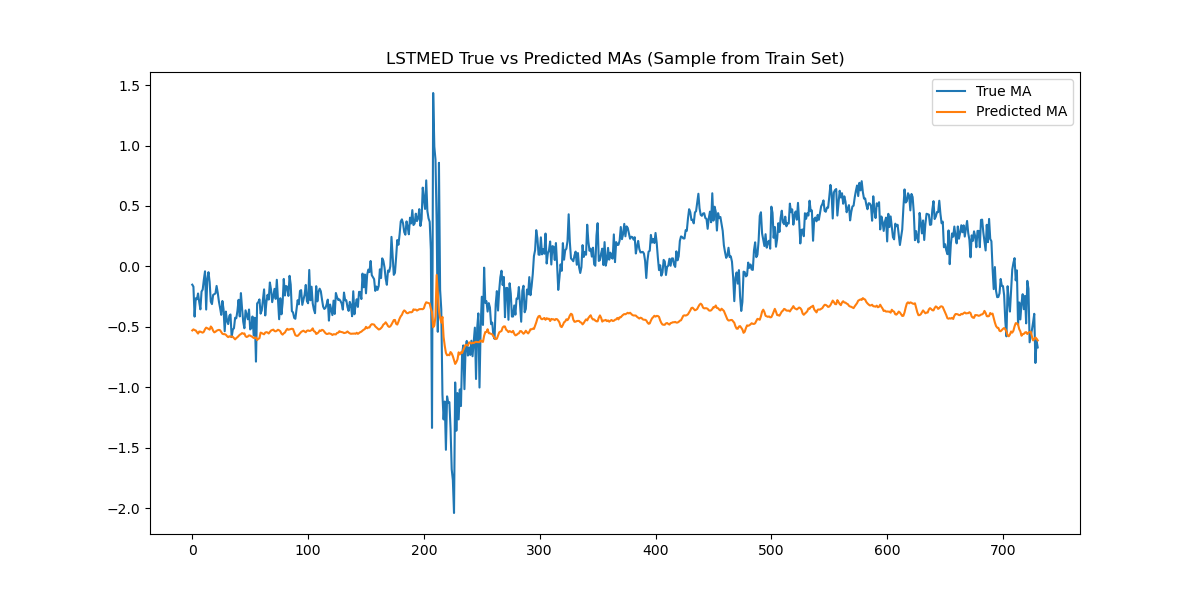 LSTMED True vs Predicted MAs (Sample from Train Set)
True MA
Predicted MA
1.5
1.0
0.5
0.0
−0.5
−1.0
−1.5
−2.0
0 100 200 300 400 500 600 700